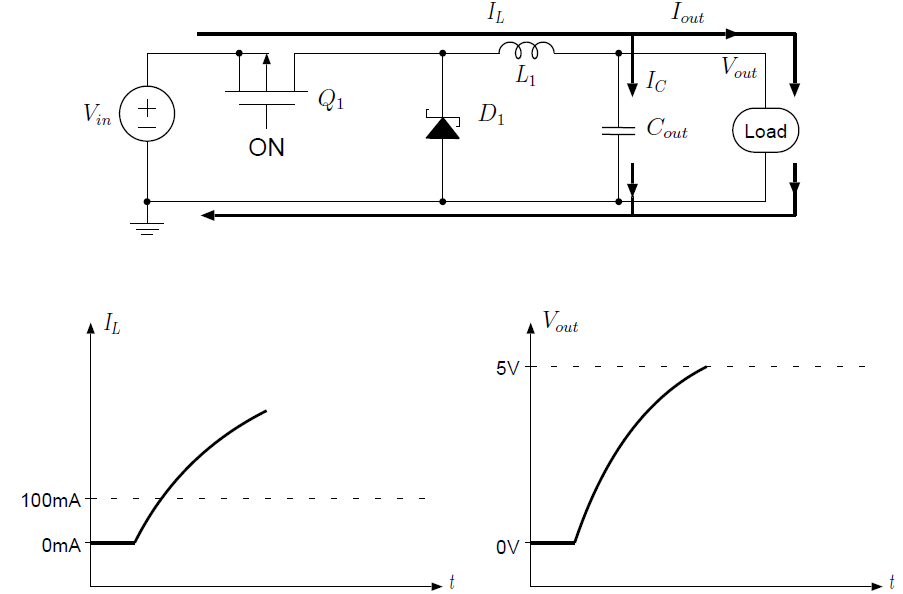 I_L I_out
V_in + − Q_1 D_1 L_1 I_C C_out V_out Load
ON
I_L V_out
5V
100mA
0mA 0V
t t